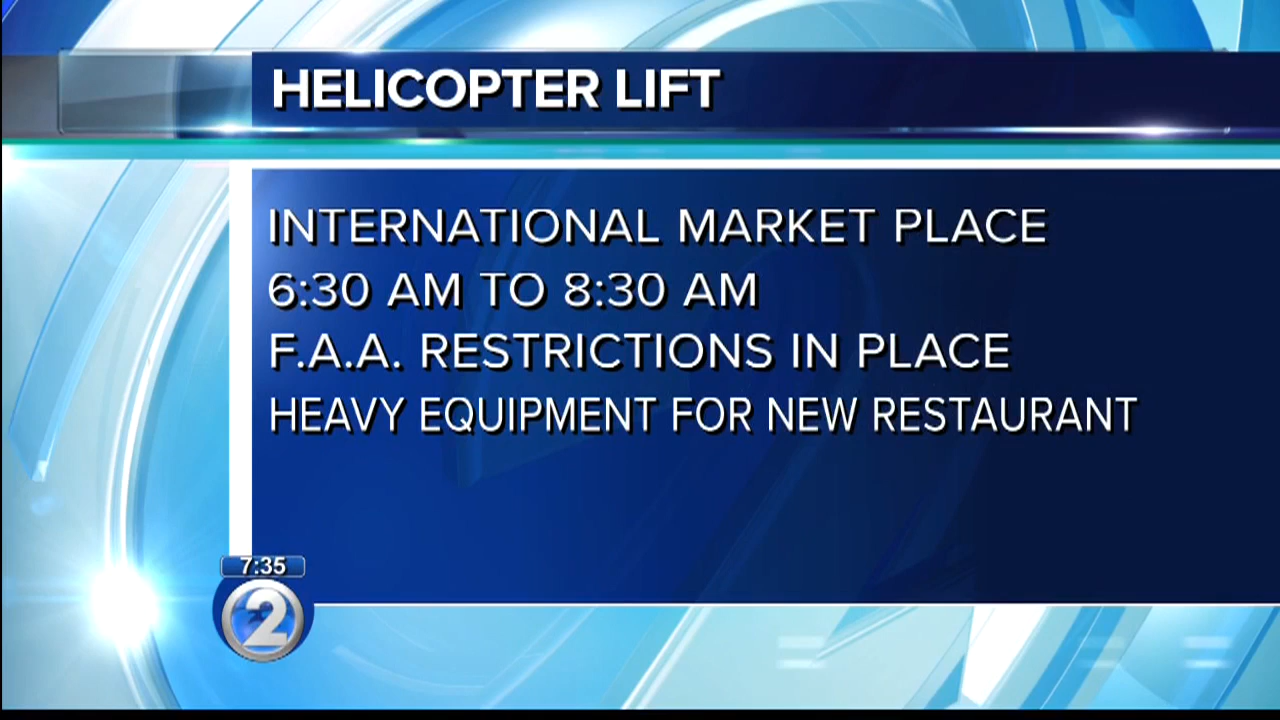 HELICOPTER LIFT
INTERNATIONAL MARKET PLACE
6:30 AM TO 8:30 AM
F.A.A. RESTRICTIONS IN PLACE
HEAVY EQUIPMENT FOR NEW RESTAURANT
7:35
2